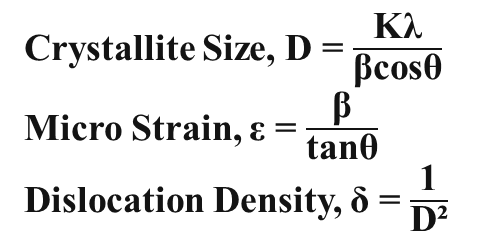 Crystallite Size, D = Kλ / βcosθ
Micro Strain, ε = β / tanθ
Dislocation Density, δ = 1 / D²